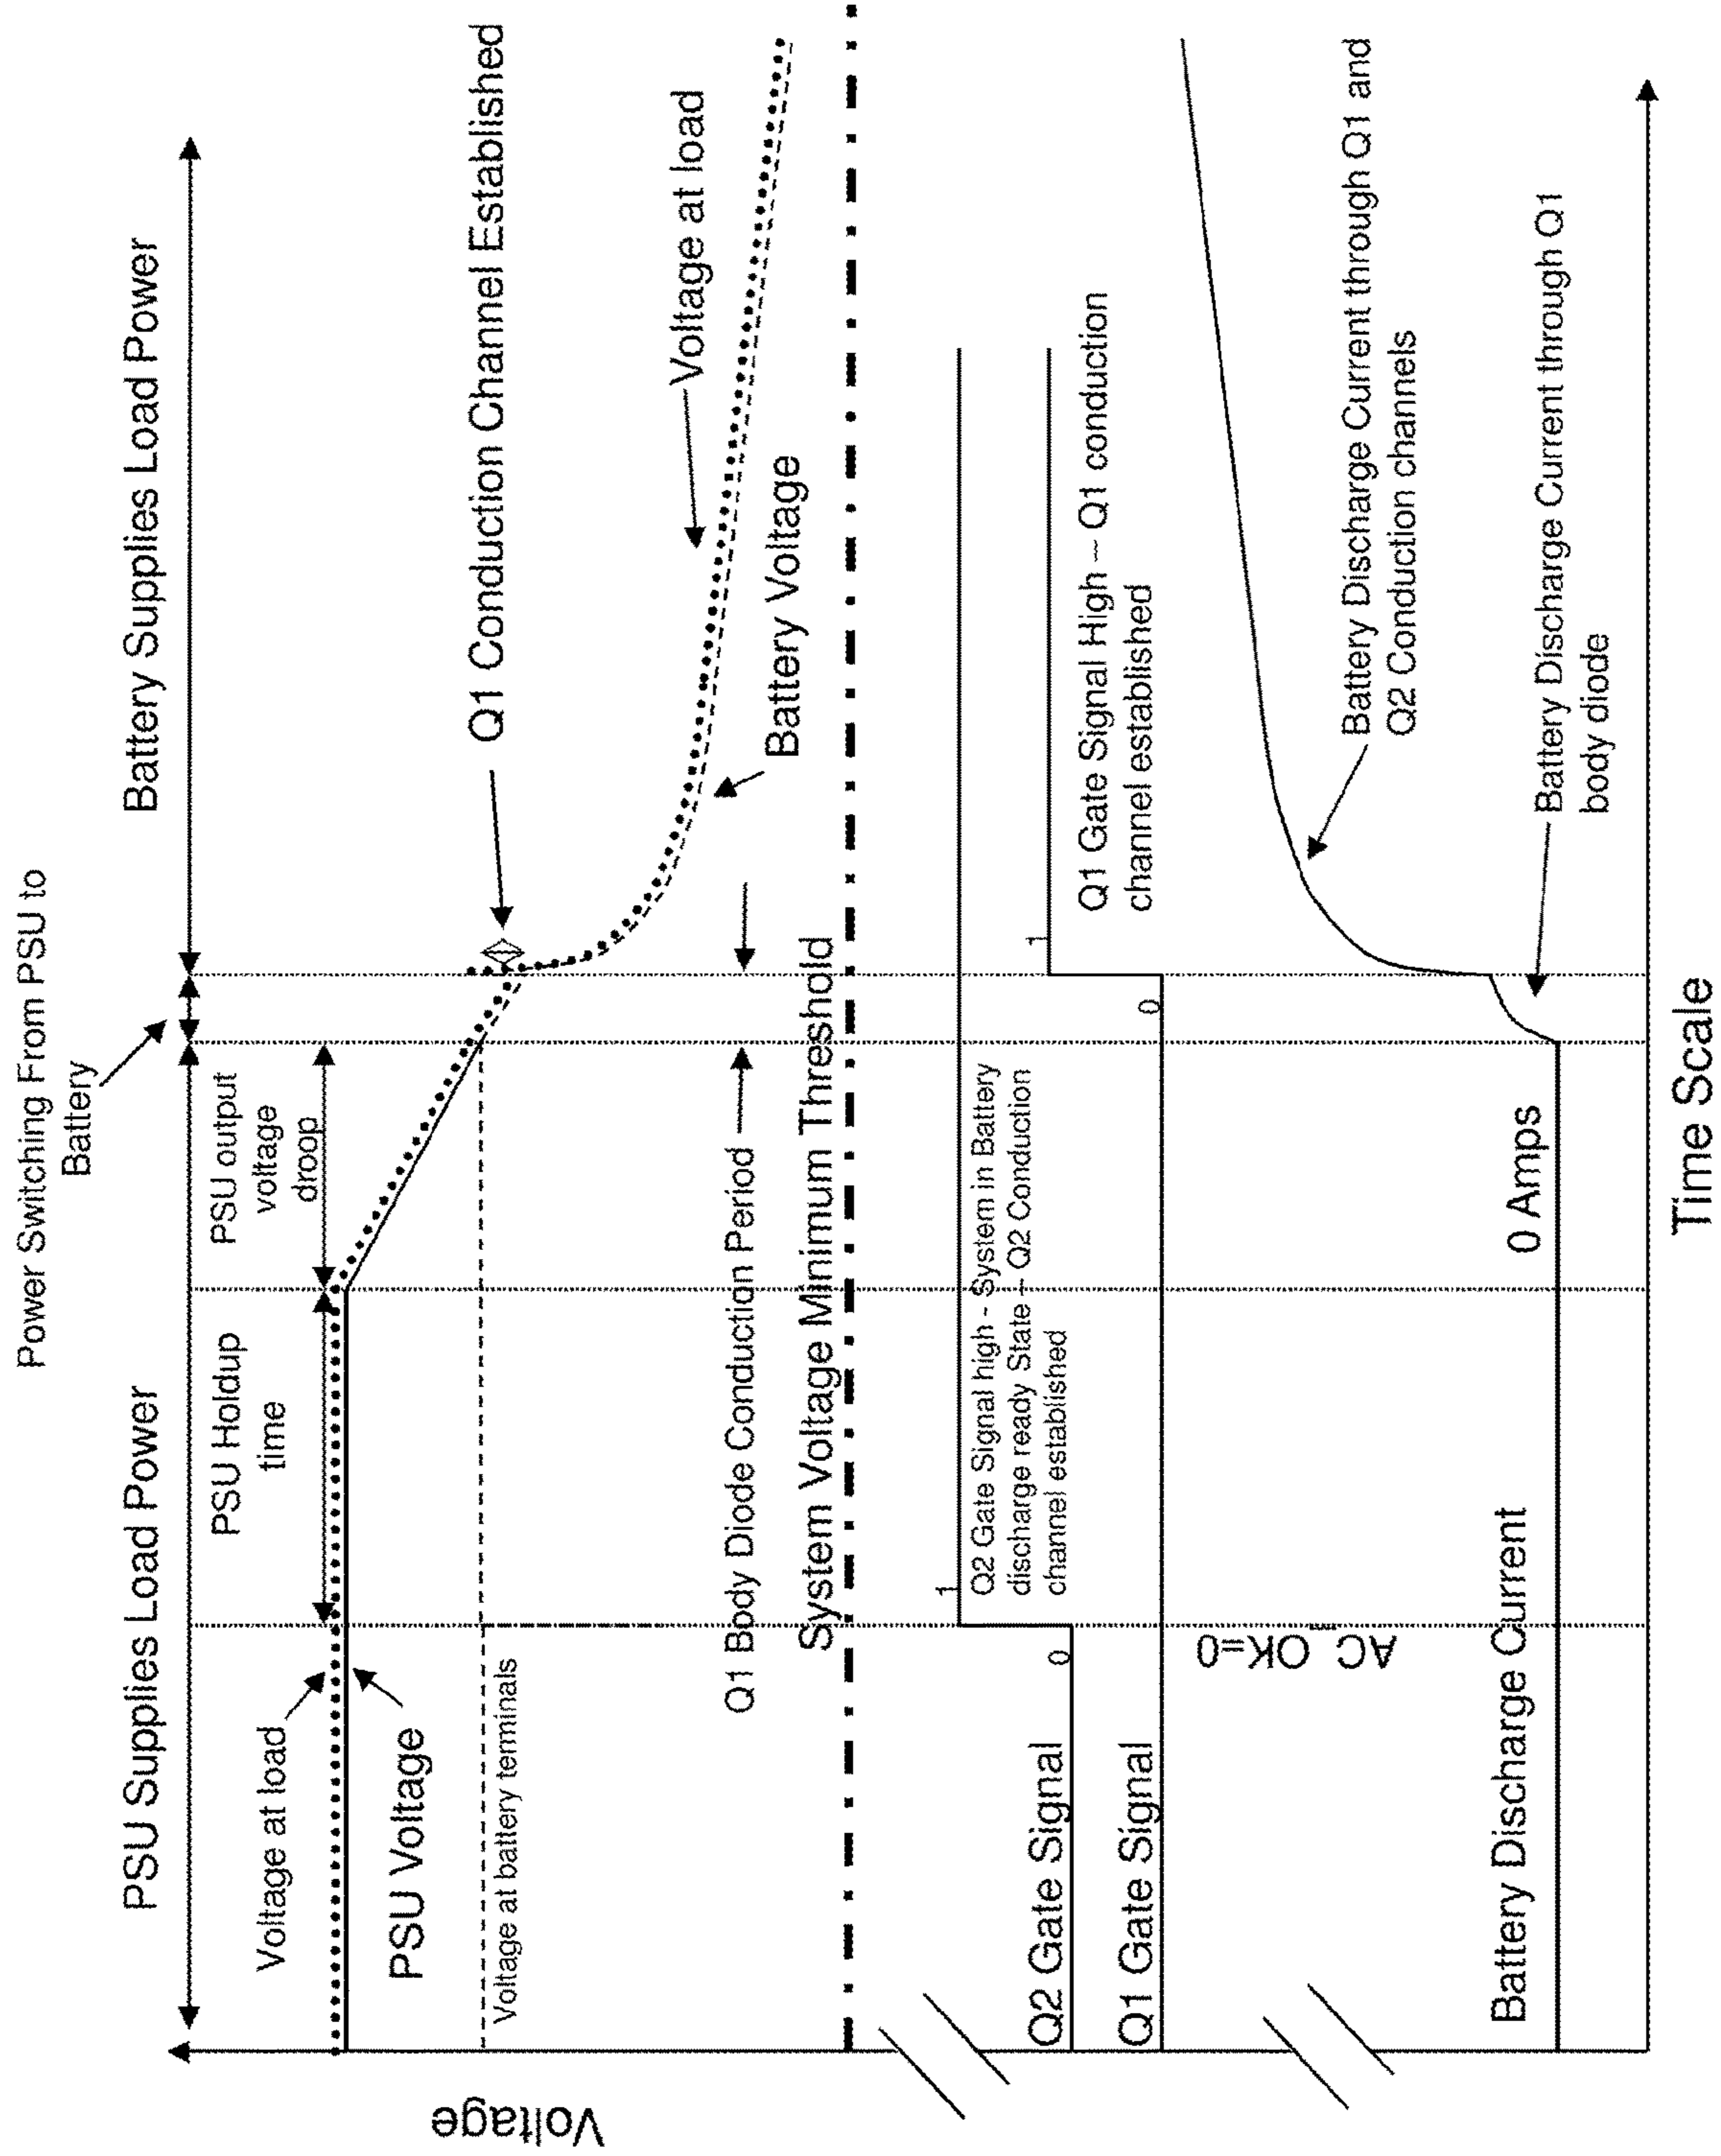 Power Switching From PSU to
Battery
PSU Supplies Load Power
Battery Supplies Load Power
PSU Holdup
time
PSU output
voltage
droop
Voltage at load
PSU Voltage
Voltage at battery terminals
Q1 Conduction Channel Established
Voltage at load
Battery Voltage
Q1 Body Diode Conduction Period
System Voltage Minimum Threshold
Voltage
Q2 Gate Signal
0
1
Q2 Gate Signal high - System in Battery
discharge ready State - Q2 Conduction
channel established
Q1 Gate Signal
0
1
Q1 Gate Signal High - Q1 conduction
channel established
AC_OK=0
Battery Discharge Current through Q1 and
Q2 Conduction channels
Battery Discharge Current
0 Amps
Battery Discharge Current through Q1
body diode
Time Scale